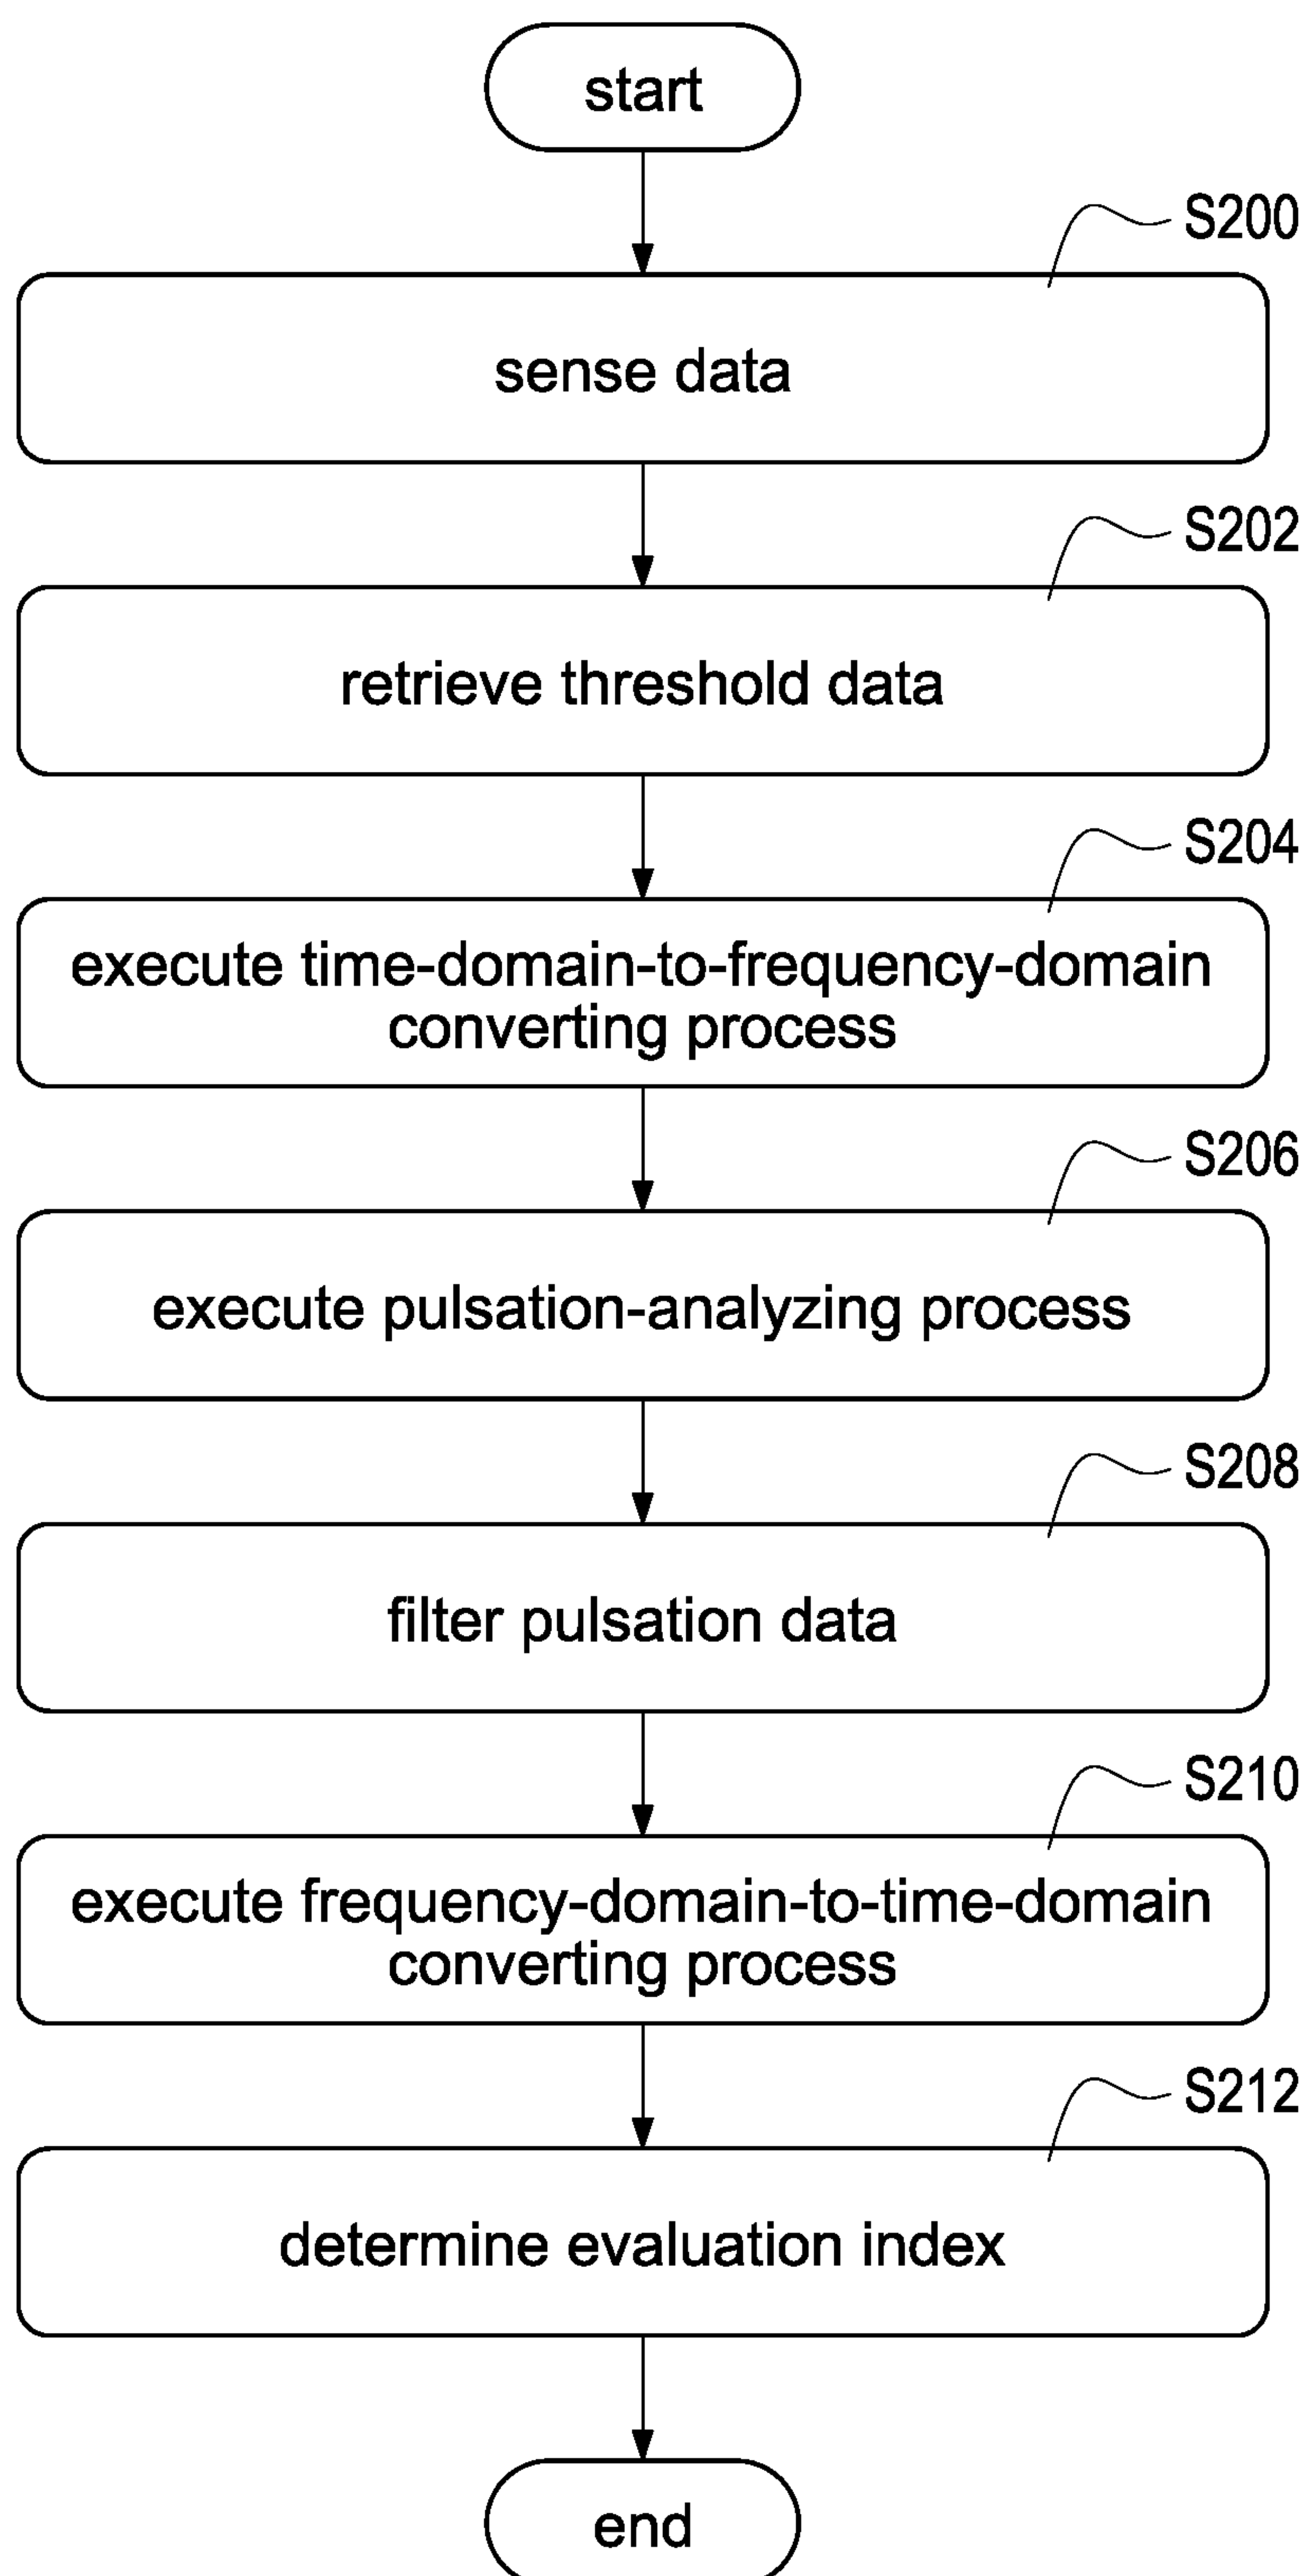 start
S200
sense data
S202
retrieve threshold data
S204
execute time-domain-to-frequency-domain
converting process
S206
execute pulsation-analyzing process
S208
filter pulsation data
S210
execute frequency-domain-to-time-domain
converting process
S212
determine evaluation index
end